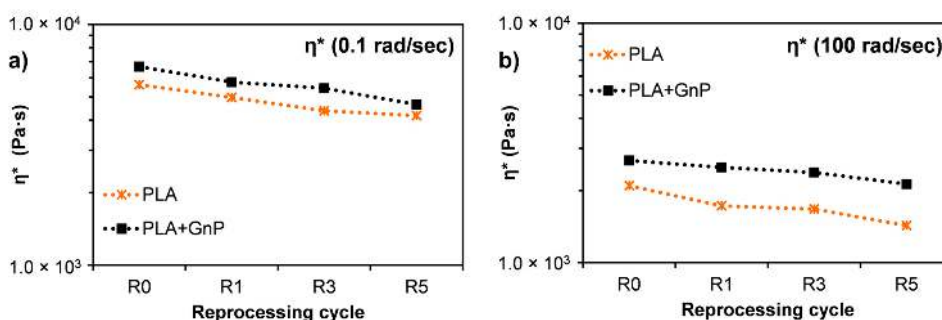 a)
1.0 × 10⁴
η* (0.1 rad/sec)
η* (Pa·s)
PLA
PLA+GnP
1.0 × 10³
R0 R1 R3 R5
Reprocessing cycle
b)
1.0 × 10⁴
η* (100 rad/sec)
η* (Pa·s)
PLA
PLA+GnP
1.0 × 10³
R0 R1 R3 R5
Reprocessing cycle